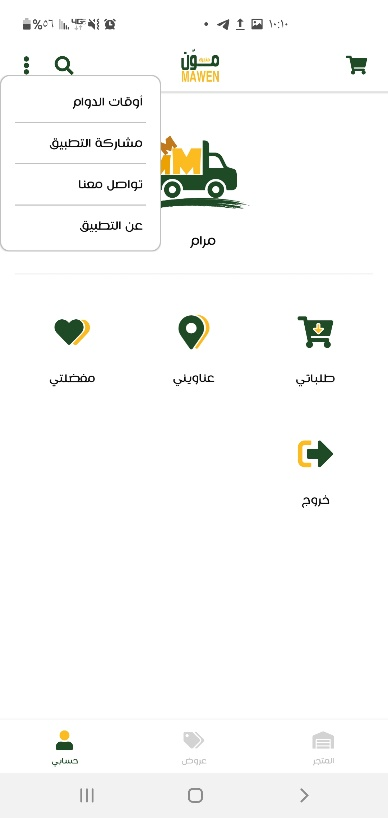 ١٠:١٠
%٥٦
موّن
MAWEN
أوقات الدوام
مشاركة التطبيق
تواصل معنا
عن التطبيق
مرام
طلباتي
عناويني
مفضلتي
خروج
المتجر
عروض
حسابي